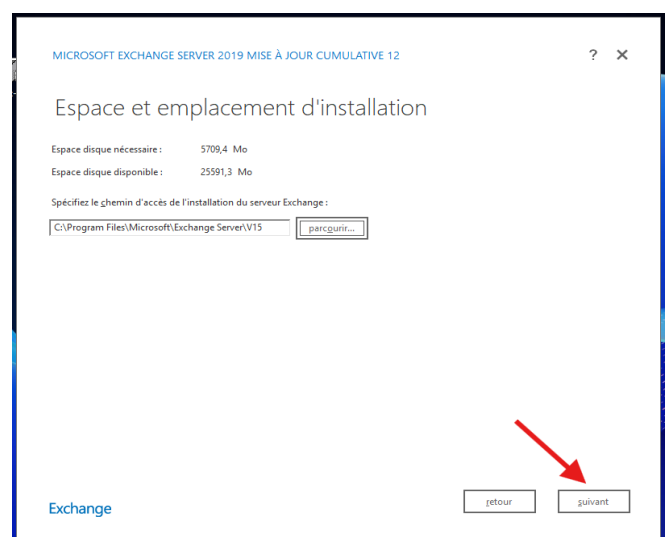 MICROSOFT EXCHANGE SERVER 2019 MISE À JOUR CUMULATIVE 12 ? ✕
Espace et emplacement d'installation
Espace disque nécessaire : 5709,4 Mo
Espace disque disponible : 25591,3 Mo
Spécifiez le chemin d'accès de l'installation du serveur Exchange :
C:\Program Files\Microsoft\Exchange Server\V15 parcourir...
Exchange retour suivant